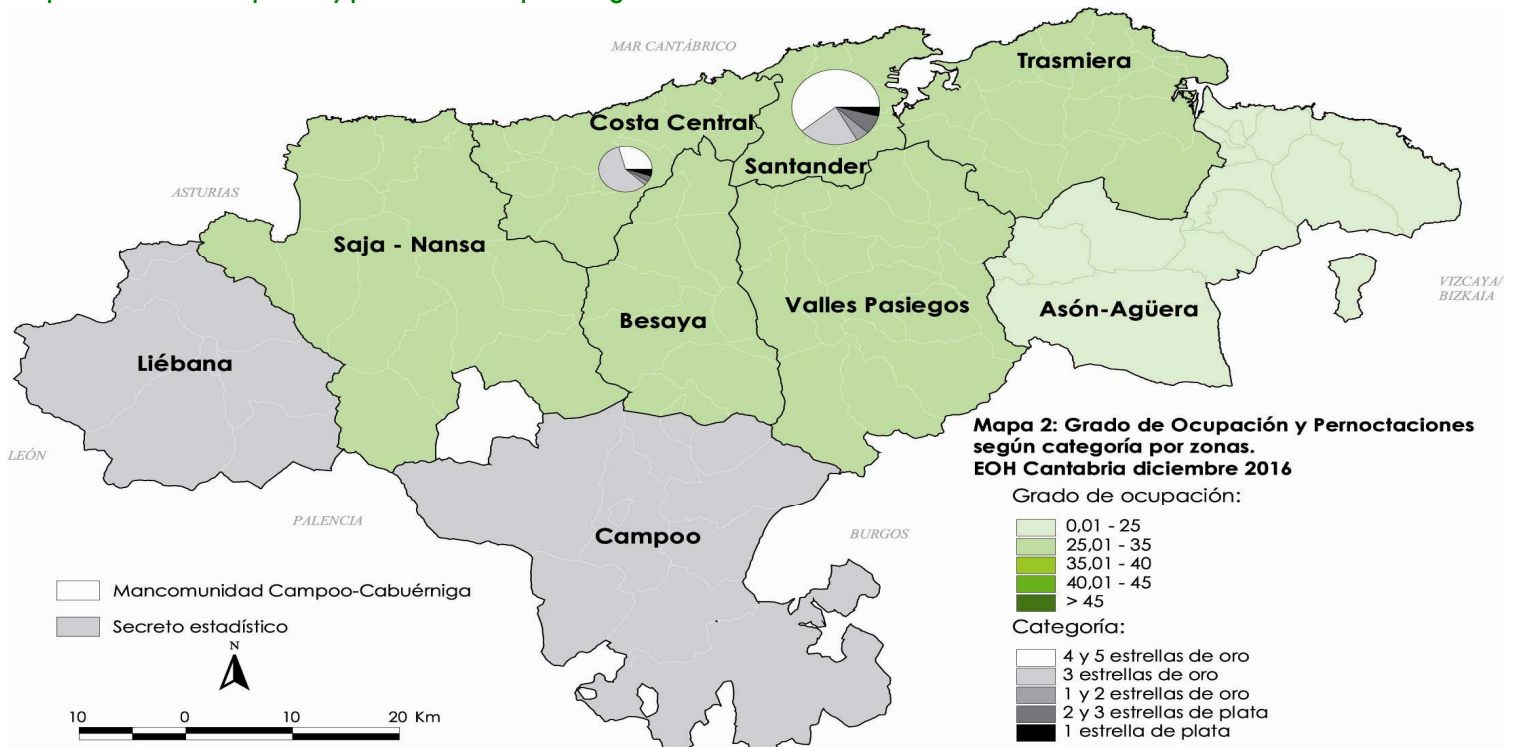 MAR CANTÁBRICO
Trasmiera
Costa Central
Santander
ASTURIAS
Saja - Nansa
VIZCAYA/
BIZKAIA
Valles Pasiegos
Asón-Agüera
Besaya
Liébana
LEÓN
Mapa 2: Grado de Ocupación y Pernoctaciones
según categoría por zonas.
EOH Cantabria diciembre 2016
Grado de ocupación:
0,01 - 25
25,01 - 35
35,01 - 40
40,01 - 45
> 45
PALENCIA
BURGOS
Campoo
Mancomunidad Campoo-Cabuérniga
Secreto estadístico
N
10 0 10 20 Km
Categoría:
4 y 5 estrellas de oro
3 estrellas de oro
1 y 2 estrellas de oro
2 y 3 estrellas de plata
1 estrella de plata